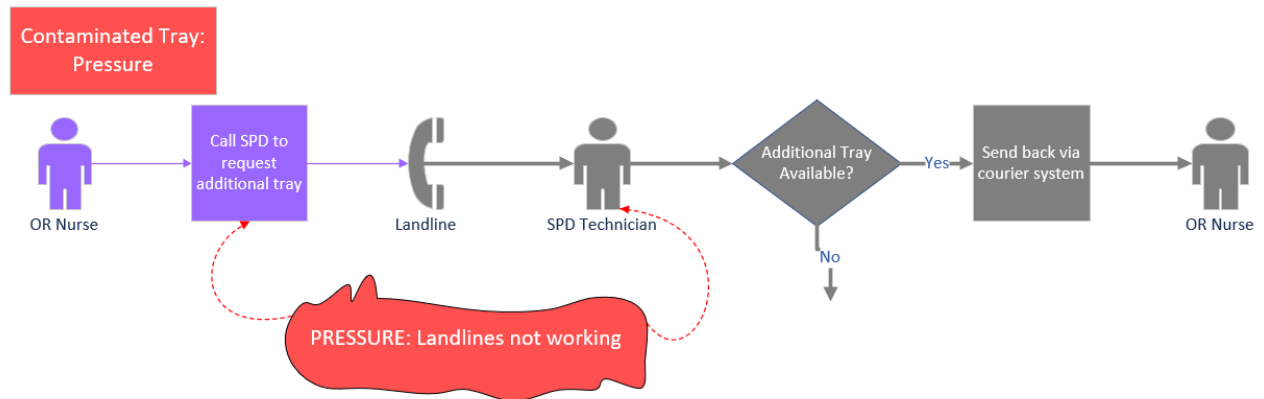 Contaminated Tray:
Pressure
OR Nurse
Call SPD to
request
additional tray
Landline
SPD Technician
Additional Tray
Available?
Yes
No
Send back via
courier system
OR Nurse
PRESSURE: Landlines not working